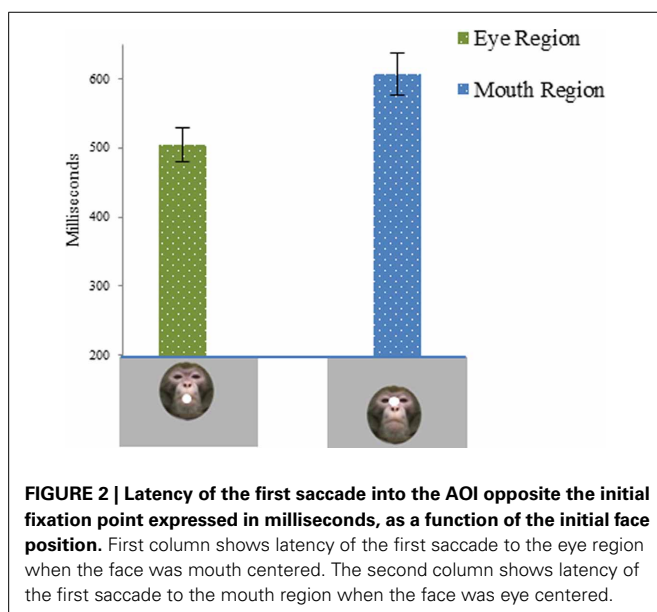 Eye Region
Mouth Region
Milliseconds
600
500
400
300
200
FIGURE 2 | Latency of the first saccade into the AOI opposite the initial
fixation point expressed in milliseconds, as a function of the initial face
position. First column shows latency of the first saccade to the eye region
when the face was mouth centered. The second column shows latency of
the first saccade to the mouth region when the face was eye centered.